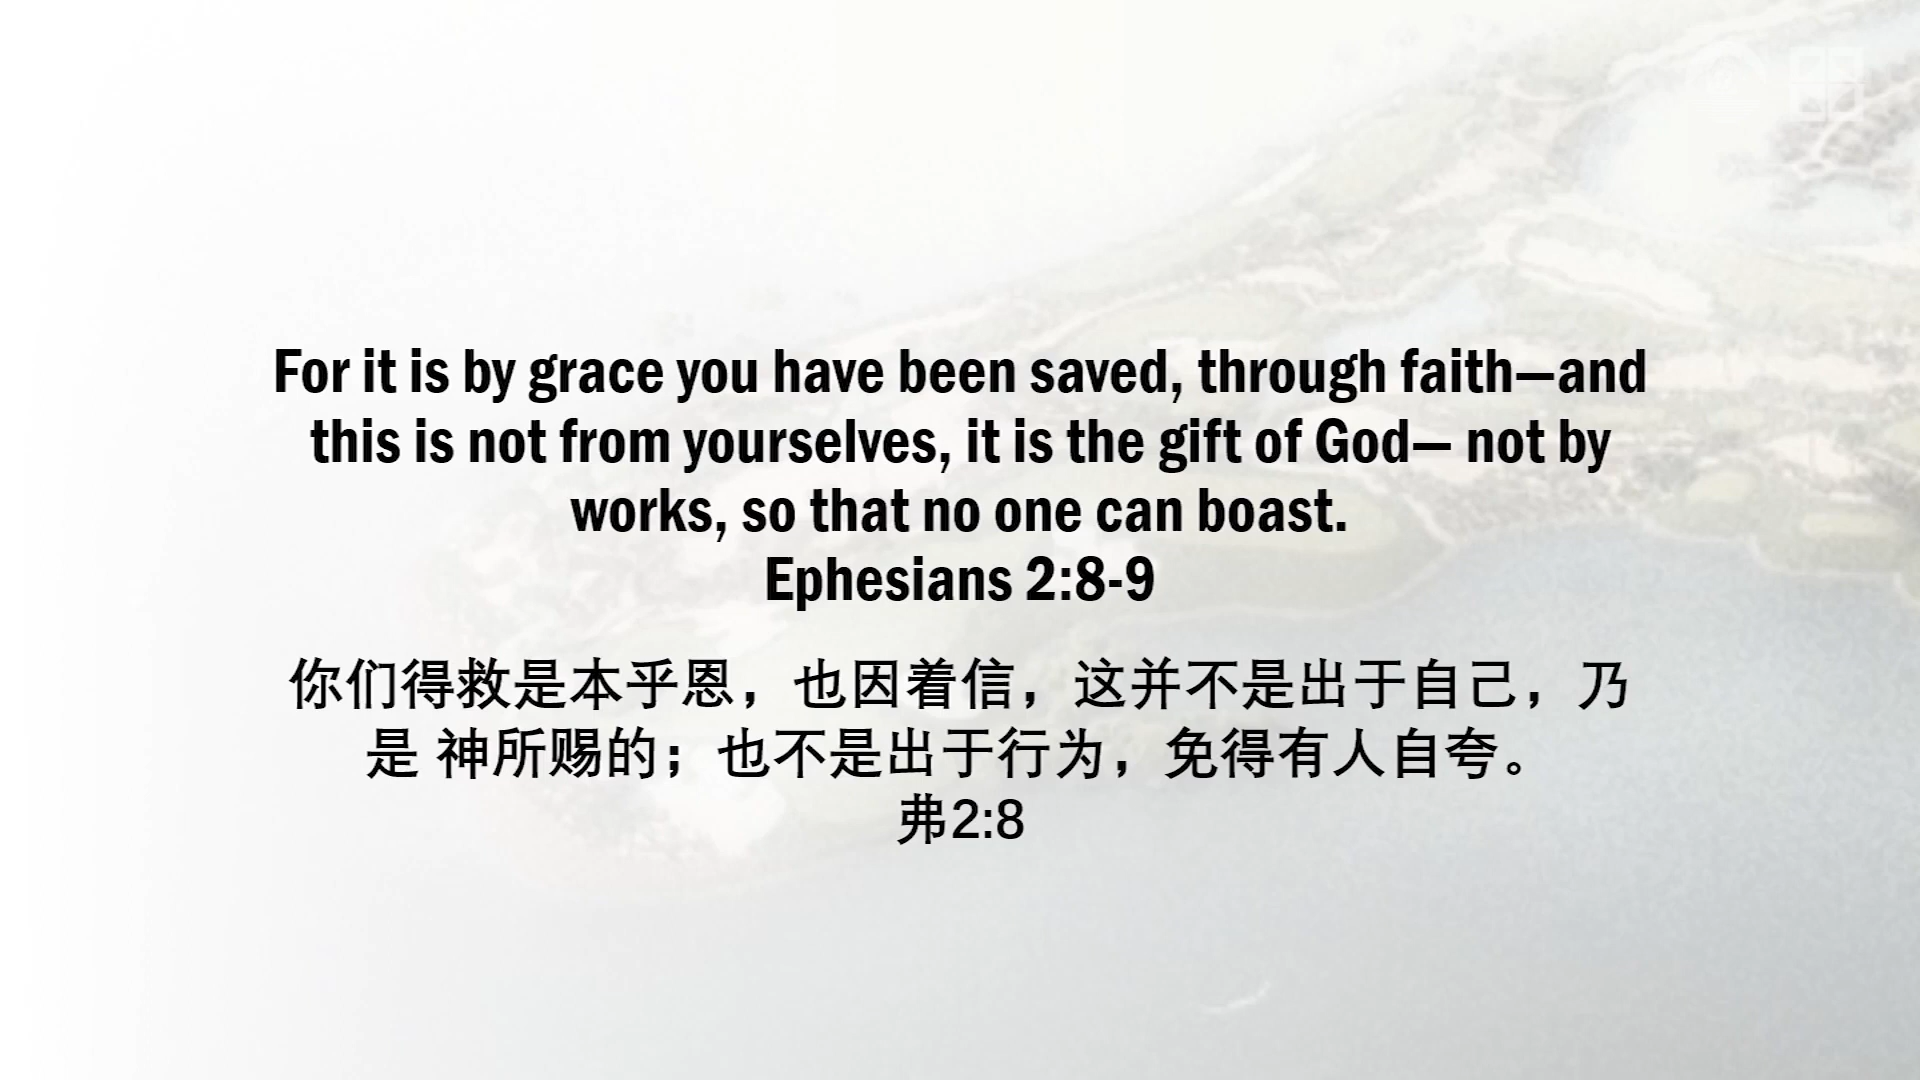 For it is by grace you have been saved, through faith—and
this is not from yourselves, it is the gift of God— not by
works, so that no one can boast.
Ephesians 2:8-9
你们得救是本乎恩，也因着信，这并不是出于自己，乃
是 神所赐的；也不是出于行为，免得有人自夸。
弗2:8